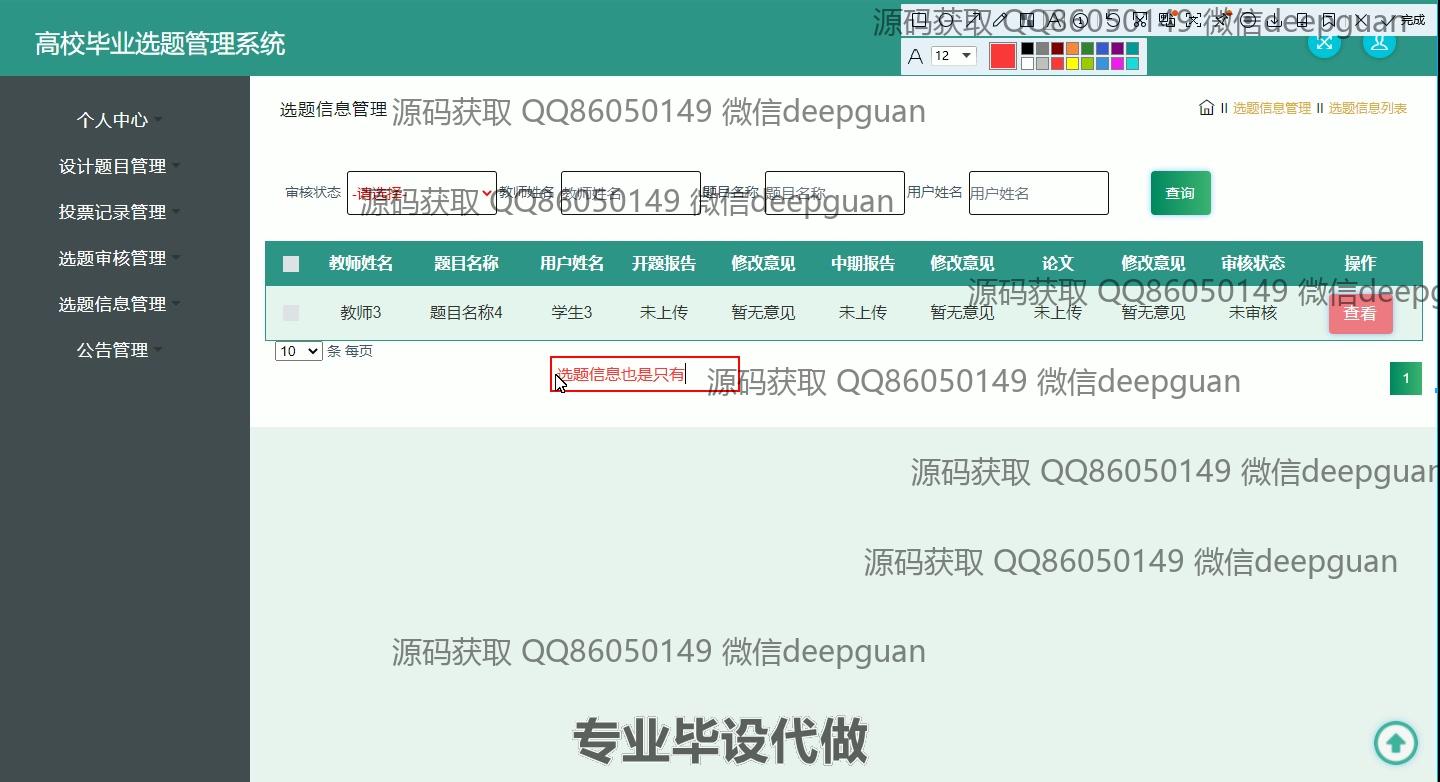 高校毕业选题管理系统
源码获取 QQ86050149 微信deepguan
完成
A 12
个人中心
设计题目管理
投票记录管理
选题审核管理
选题信息管理
公告管理
选题信息管理 源码获取 QQ86050149 微信deepguan
II 选题信息管理 II 选题信息列表
审核状态 -请选择- 教师姓名 教师姓名 题目名称 题目名称 用户姓名 用户姓名 查询
源码获取 QQ86050149 微信deepguan
教师姓名 题目名称 用户姓名 开题报告 修改意见 中期报告 修改意见 论文 修改意见 审核状态 操作
源码获取 QQ86050149 微信deepg
教师3 题目名称4 学生3 未上传 暂无意见 未上传 暂无意见 未上传 暂无意见 未审核 查看
10 条 每页
选题信息也是只有
源码获取 QQ86050149 微信deepguan
1
源码获取 QQ86050149 微信deepguan
源码获取 QQ86050149 微信deepguan
源码获取 QQ86050149 微信deepguan
专业毕设代做